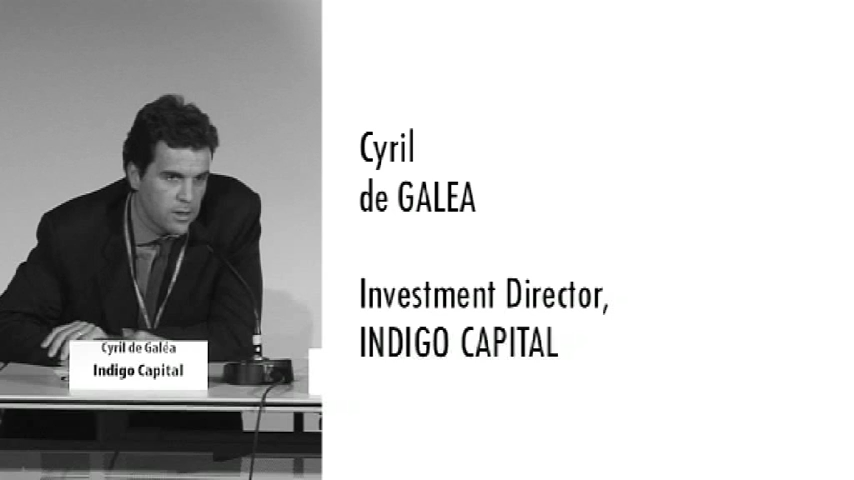 Cyril
de GALEA
Investment Director,
INDIGO CAPITAL
Cyril de Galéa
Indigo Capital